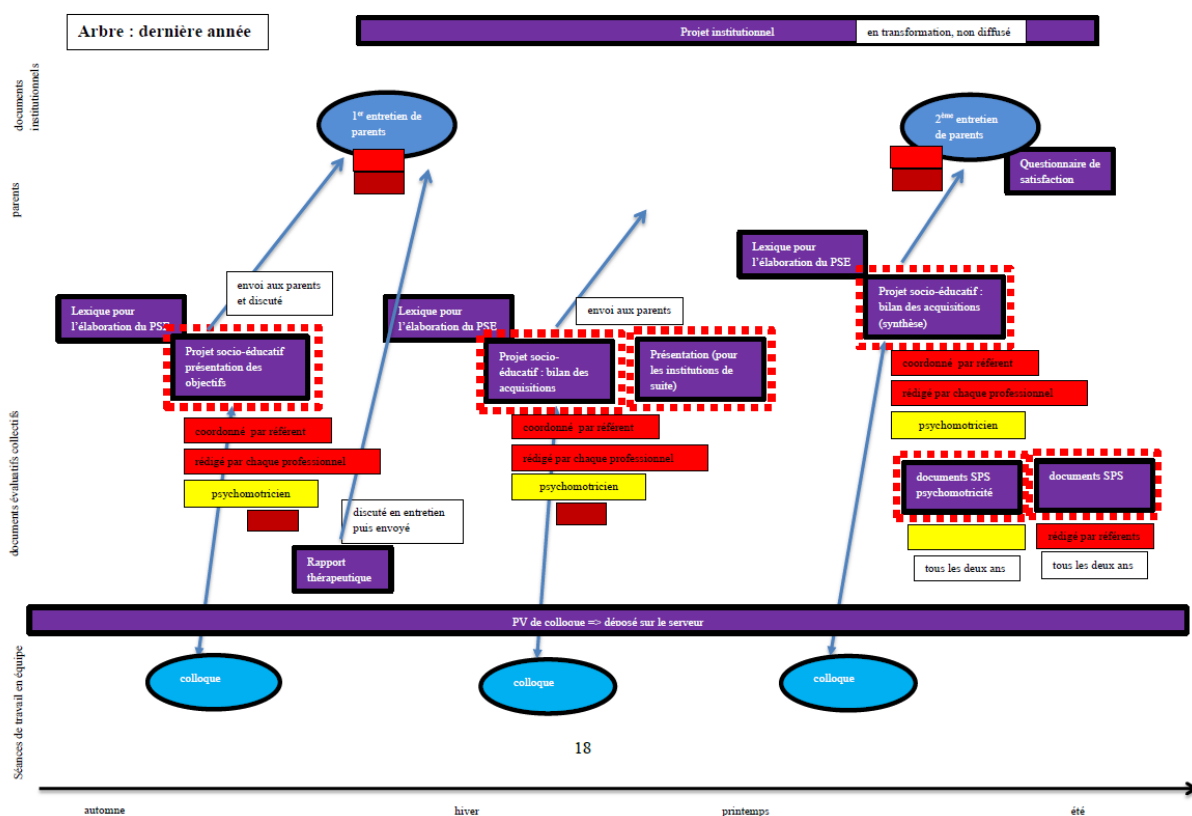 Arbre : dernière année
Projet institutionnel
en transformation, non diffusé
documents
institutionnels
1er entretien de
parents
2ème entretien
de parents
Questionnaire de
satisfaction
parents
Lexique pour
l’élaboration du PSE
envoi aux parents
et discuté
Lexique pour
l’élaboration du PSE
Projet socio-éducatif :
bilan des acquisitions
(synthèse)
Lexique pour
l’élaboration du PSE
envoi aux parents
Projet socio-éducatif
présentation des
objectifs
Projet socio-
éducatif : bilan des
acquisitions
Présentation (pour
les institutions de
suite)
coordonné par référent
rédigé par chaque professionnel
psychomotricien
coordonné par référent
rédigé par chaque professionnel
psychomotricien
coordonné par référent
rédigé par chaque professionnel
psychomotricien
documents évaluatifs collectifs
documents SPS
psychomotricité
documents SPS
discuté en entretien
puis envoyé
rédigé par référents
tous les deux ans
tous les deux ans
Rapport
thérapeutique
PV de colloque => déposé sur le serveur
Séances de travail en équipe
colloque
colloque
colloque
18
automne
hiver
printemps
été